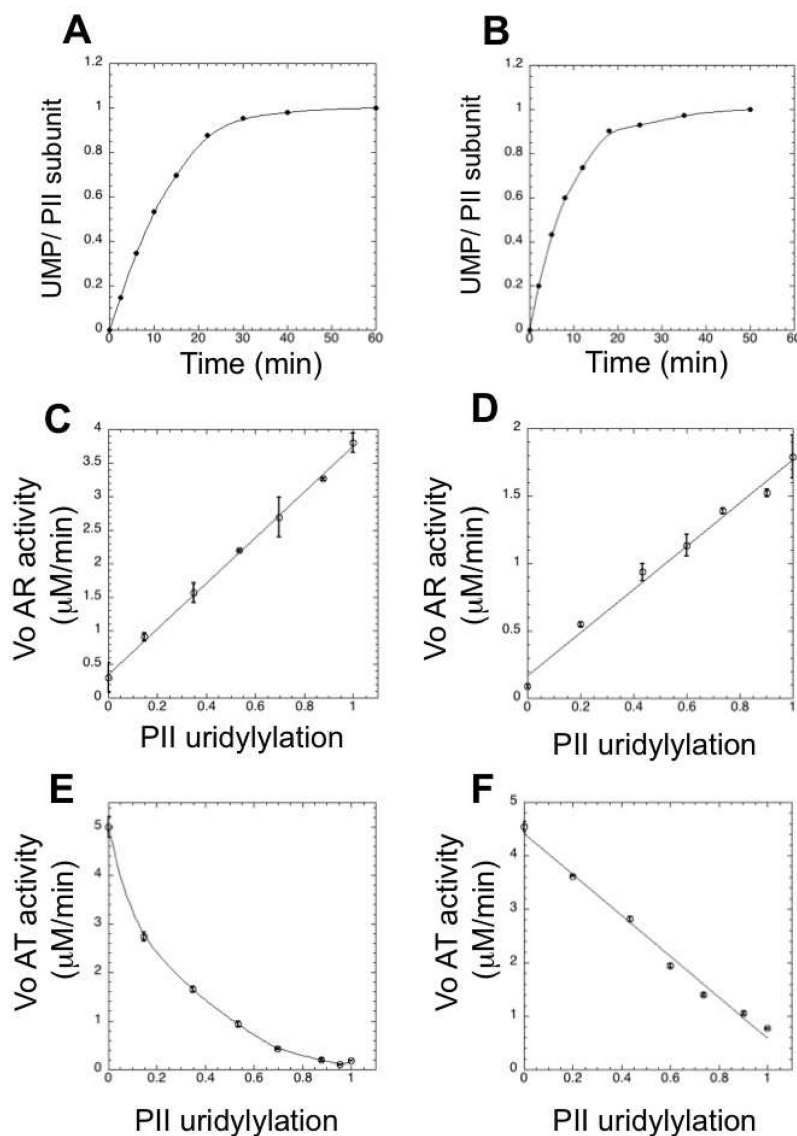 A
UMP/ PII subunit
1.2
1
0.8
0.6
0.4
0.2
0
0 10 20 30 40 50 60
Time (min)
B
UMP/ PII subunit
1.2
1
0.8
0.6
0.4
0.2
0
0 10 20 30 40 50 60
Time (min)
C
Vo AR activity
(μM/min)
4
3.5
3
2.5
2
1.5
1
0.5
0
0 0.2 0.4 0.6 0.8 1
PII uridylylation
D
Vo AR activity
(μM/min)
2
1.5
1
0.5
0
0 0.2 0.4 0.6 0.8 1
PII uridylylation
E
Vo AT activity
(μM/min)
6
5
4
3
2
1
0
0 0.2 0.4 0.6 0.8 1
PII uridylylation
F
Vo AT activity
(μM/min)
5
4
3
2
1
0
0 0.2 0.4 0.6 0.8 1
PII uridylylation